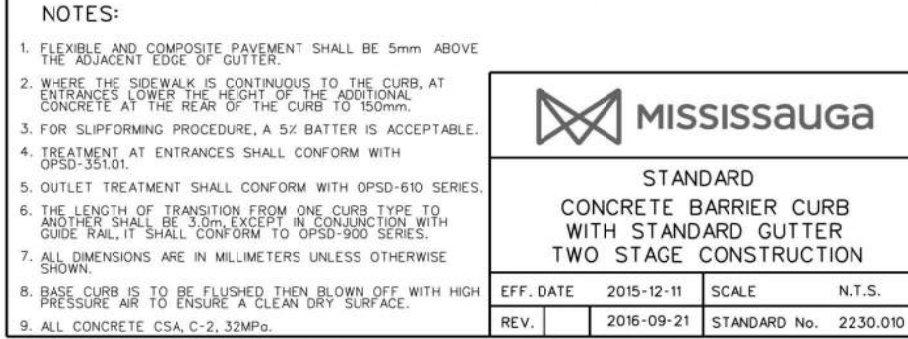 NOTES:
1. FLEXIBLE AND COMPOSITE PAVEMENT SHALL BE 5mm ABOVE
THE ADJACENT EDGE OF GUTTER.
2. WHERE THE SIDEWALK IS CONTINUOUS TO THE CURB, AT
ENTRANCES LOWER THE HEIGHT OF THE ADDITIONAL
CONCRETE AT THE REAR OF THE CURB TO 150mm.
3. FOR SLIPFORMING PROCEDURE, A 5% BATTER IS ACCEPTABLE.
4. TREATMENT AT ENTRANCES SHALL CONFORM WITH
OPSD-351.01.
5. OUTLET TREATMENT SHALL CONFORM WITH OPSD-610 SERIES.
6. THE LENGTH OF TRANSITION FROM ONE CURB TYPE TO
ANOTHER SHALL BE 3.0m, EXCEPT IN CONJUNCTION WITH
GUIDE RAIL, IT SHALL CONFORM TO OPSD-900 SERIES.
7. ALL DIMENSIONS ARE IN MILLIMETERS UNLESS OTHERWISE
SHOWN.
8. BASE CURB IS TO BE FLUSHED THEN BLOWN OFF WITH HIGH
PRESSURE AIR TO ENSURE A CLEAN DRY SURFACE.
9. ALL CONCRETE CSA, C-2, 32MPa.
MISSISSAUGA
STANDARD
CONCRETE BARRIER CURB
WITH STANDARD GUTTER
TWO STAGE CONSTRUCTION
EFF. DATE 2015-12-11 SCALE N.T.S.
REV. 2016-09-21 STANDARD No. 2230.010